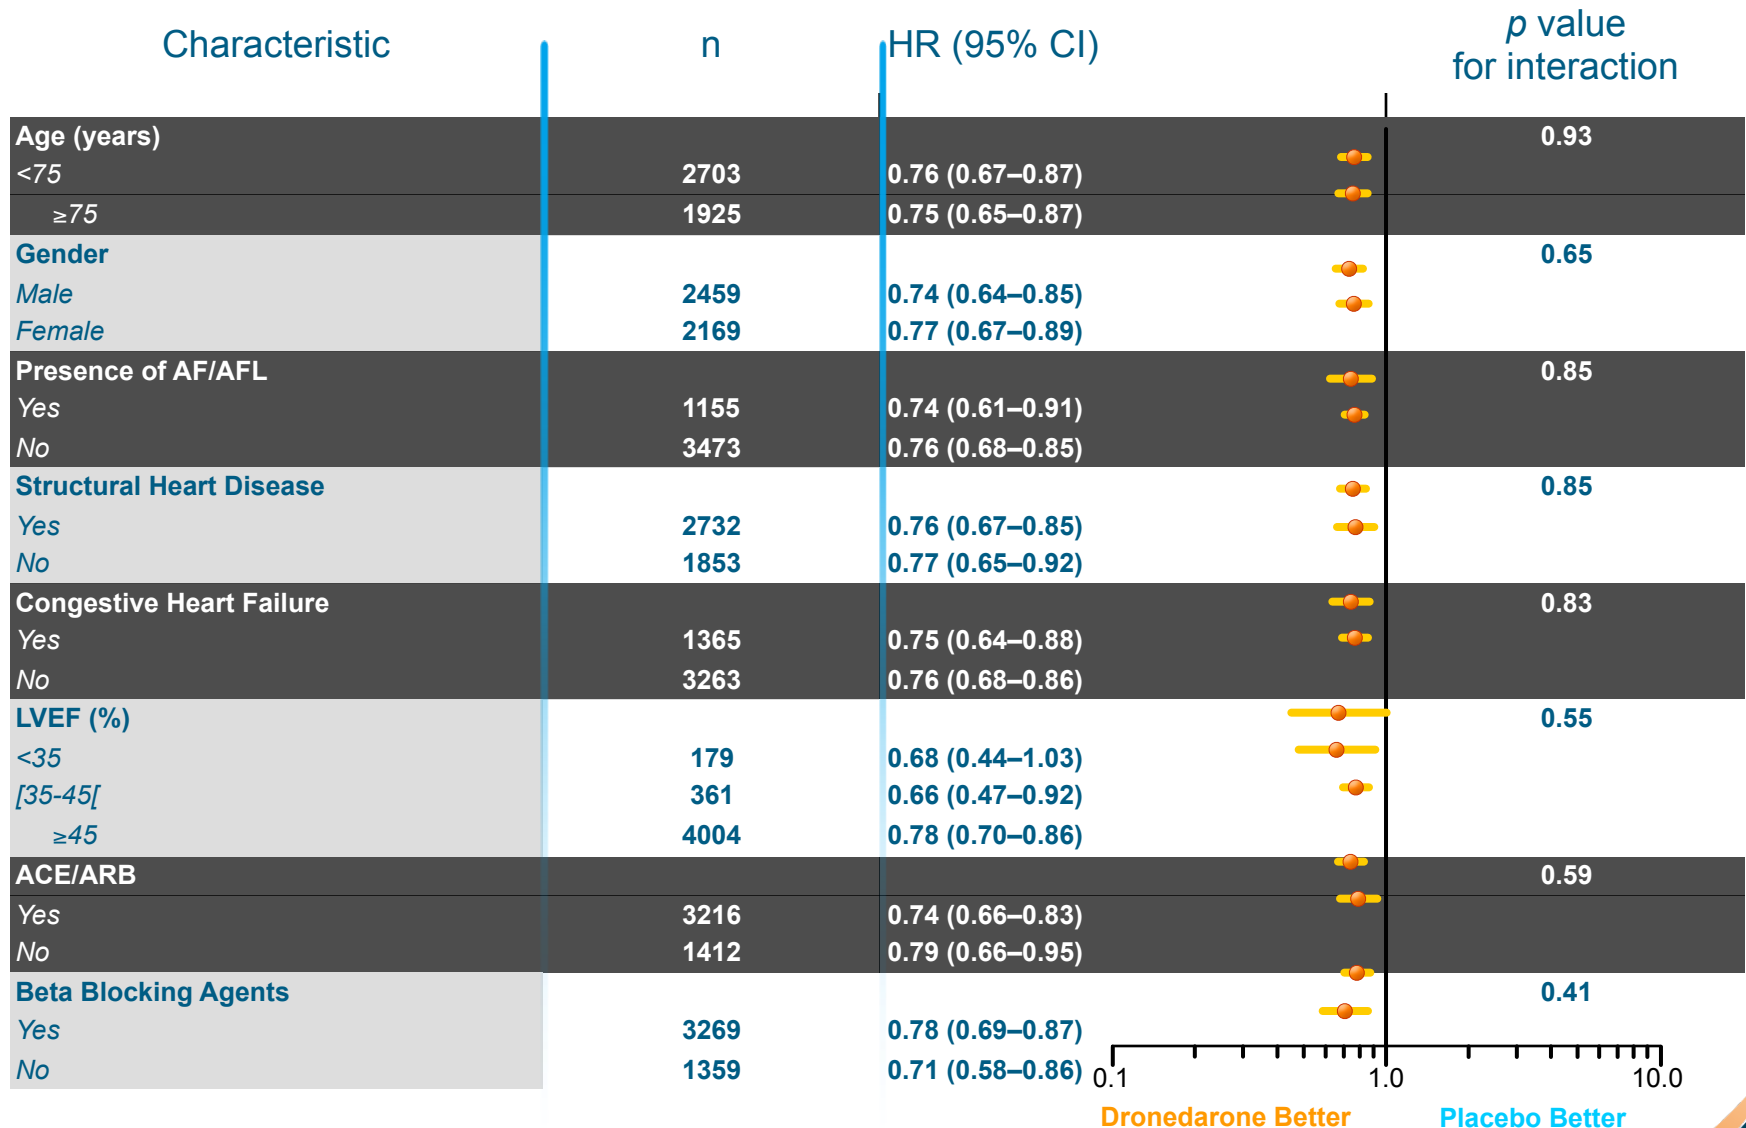 Characteristic n HR (95% CI) p value
for interaction
Age (years) 0.93
<75 2703 0.76 (0.67–0.87)
≥75 1925 0.75 (0.65–0.87)
Gender 0.65
Male 2459 0.74 (0.64–0.85)
Female 2169 0.77 (0.67–0.89)
Presence of AF/AFL 0.85
Yes 1155 0.74 (0.61–0.91)
No 3473 0.76 (0.68–0.85)
Structural Heart Disease 0.85
Yes 2732 0.76 (0.67–0.85)
No 1853 0.77 (0.65–0.92)
Congestive Heart Failure 0.83
Yes 1365 0.75 (0.64–0.88)
No 3263 0.76 (0.68–0.86)
LVEF (%) 0.55
<35 179 0.68 (0.44–1.03)
[35-45[ 361 0.66 (0.47–0.92)
≥45 4004 0.78 (0.70–0.86)
ACE/ARB 0.59
Yes 3216 0.74 (0.66–0.83)
No 1412 0.79 (0.66–0.95)
Beta Blocking Agents 0.41
Yes 3269 0.78 (0.69–0.87)
No 1359 0.71 (0.58–0.86)
0.1 1.0 10.0
Dronedarone Better Placebo Better